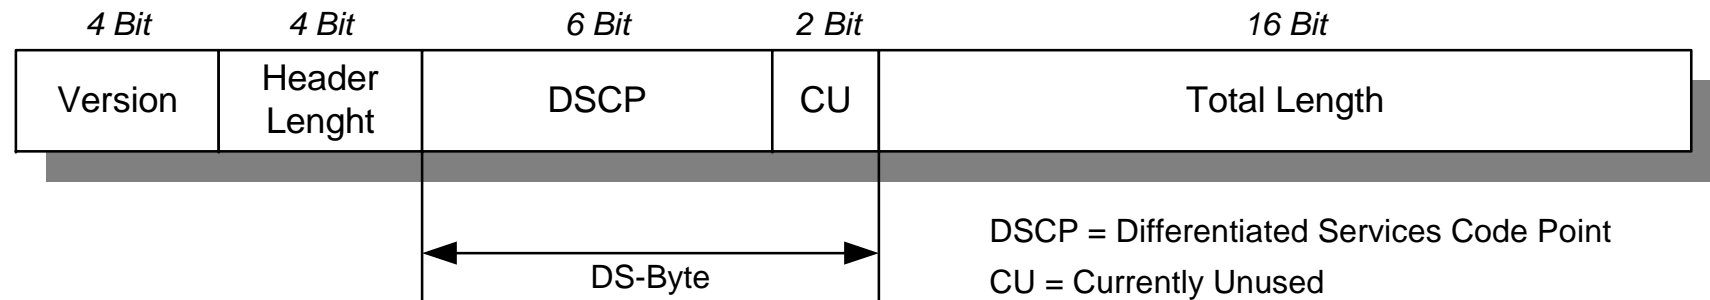 4 Bit 4 Bit 6 Bit 2 Bit 16 Bit
Version Header Lenght DSCP CU Total Length
DS-Byte
DSCP = Differentiated Services Code Point
CU = Currently Unused